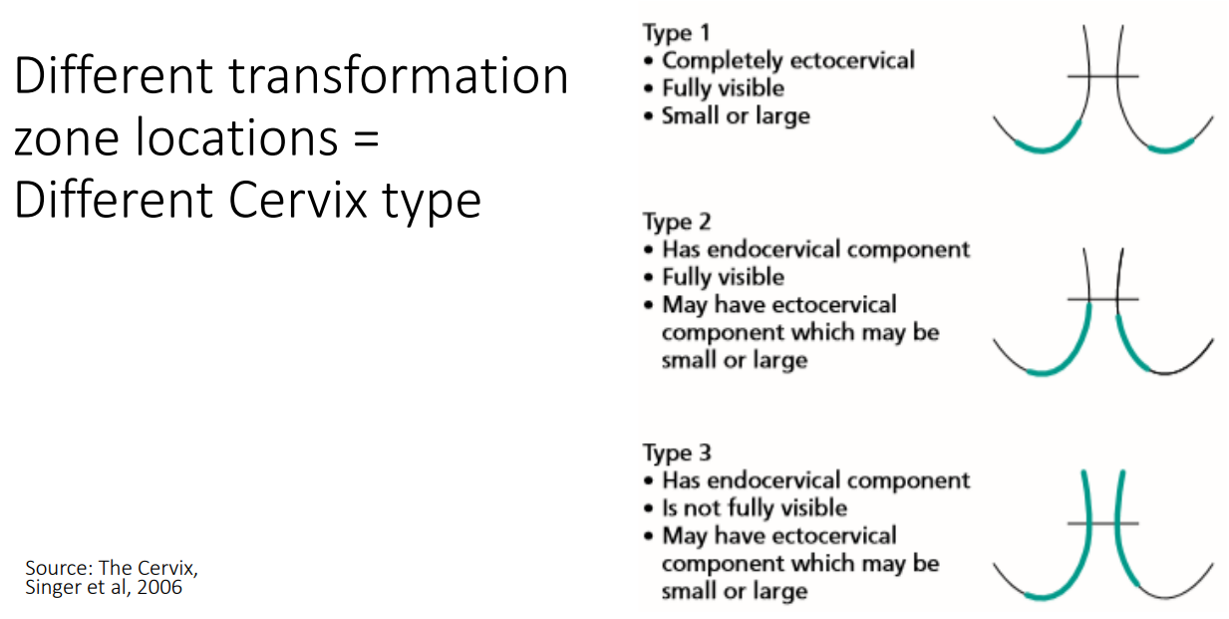 Different transformation
zone locations =
Different Cervix type
Source: The Cervix,
Singer et al, 2006
Type 1
• Completely ectocervical
• Fully visible
• Small or large
Type 2
• Has endocervical component
• Fully visible
• May have ectocervical
component which may be
small or large
Type 3
• Has endocervical component
• Is not fully visible
• May have ectocervical
component which may be
small or large